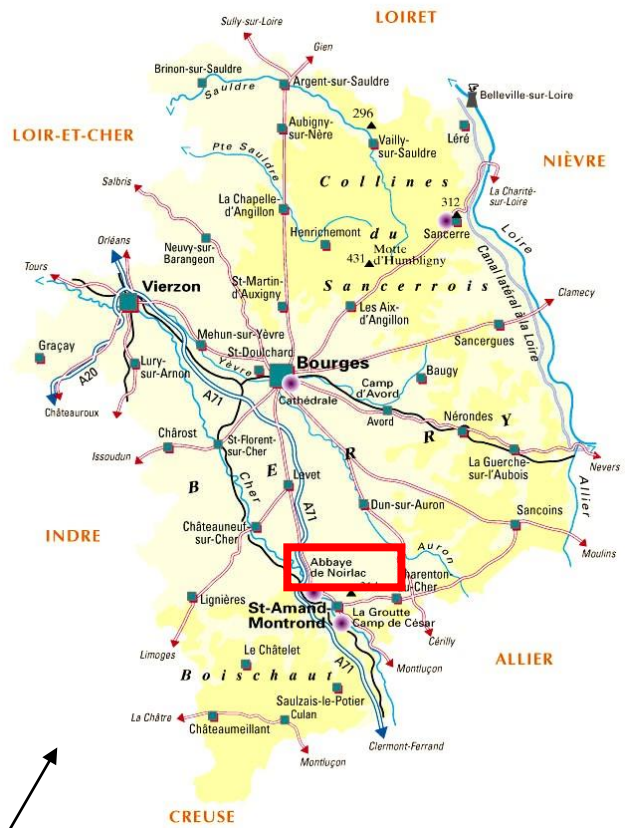 LOIRET
Sully-sur-Loire
Gien
Brinon-sur-Sauldre
Sauldre
Argent-sur-Sauldre
Belleville-sur-Loire
296
Aubigny-
sur-Nère
Vailly-
sur-Sauldre
Léré
LOIR-ET-CHER
NIÈVRE
Pte Sauldre
Collines
Salbris
La Chapelle-
d'Angillon
La Charité-
sur-Loire
312
Henrichemont
du
Sancerre
Loire
Orléans
Neuvy-sur-
Barangeon
Motte
431 d'Humbligny
Canal latéral à la Loire
Tours
Vierzon
St-Martin-
d'Auxigny
Sancerrois
Clamecy
Les Aix-
d'Angillon
Mehun-sur-Yèvre
Sancergues
Graçay
St-Doulchard
Yèvre
Bourges
Lury-
sur-Arnon
Baugy
A20
A71
Cathédrale
Camp
d'Avord
Châteauroux
Avord
Nérondes
R
Y
Chârost
St-Florent-
sur-Cher
Issoudun
La Guerche-
sur-l'Aubois
Nevers
E
R
B
Cher
Levet
Allier
A71
Dun-sur-Auron
Sancoins
INDRE
Châteauneuf-
sur-Cher
Auron
Moulins
Abbaye
de Noirlac
Charenton-
du-Cher
Lignières
St-Amand-
Montrond
La Groutte
Camp de César
Cérilly
Limoges
Le Châtelet
Montluçon
ALLIER
Boischaut
A71
Saulzais-le-Potier
La Châtre
Culan
Châteaumeillant
Clermont-Ferrand
Montluçon
CREUSE